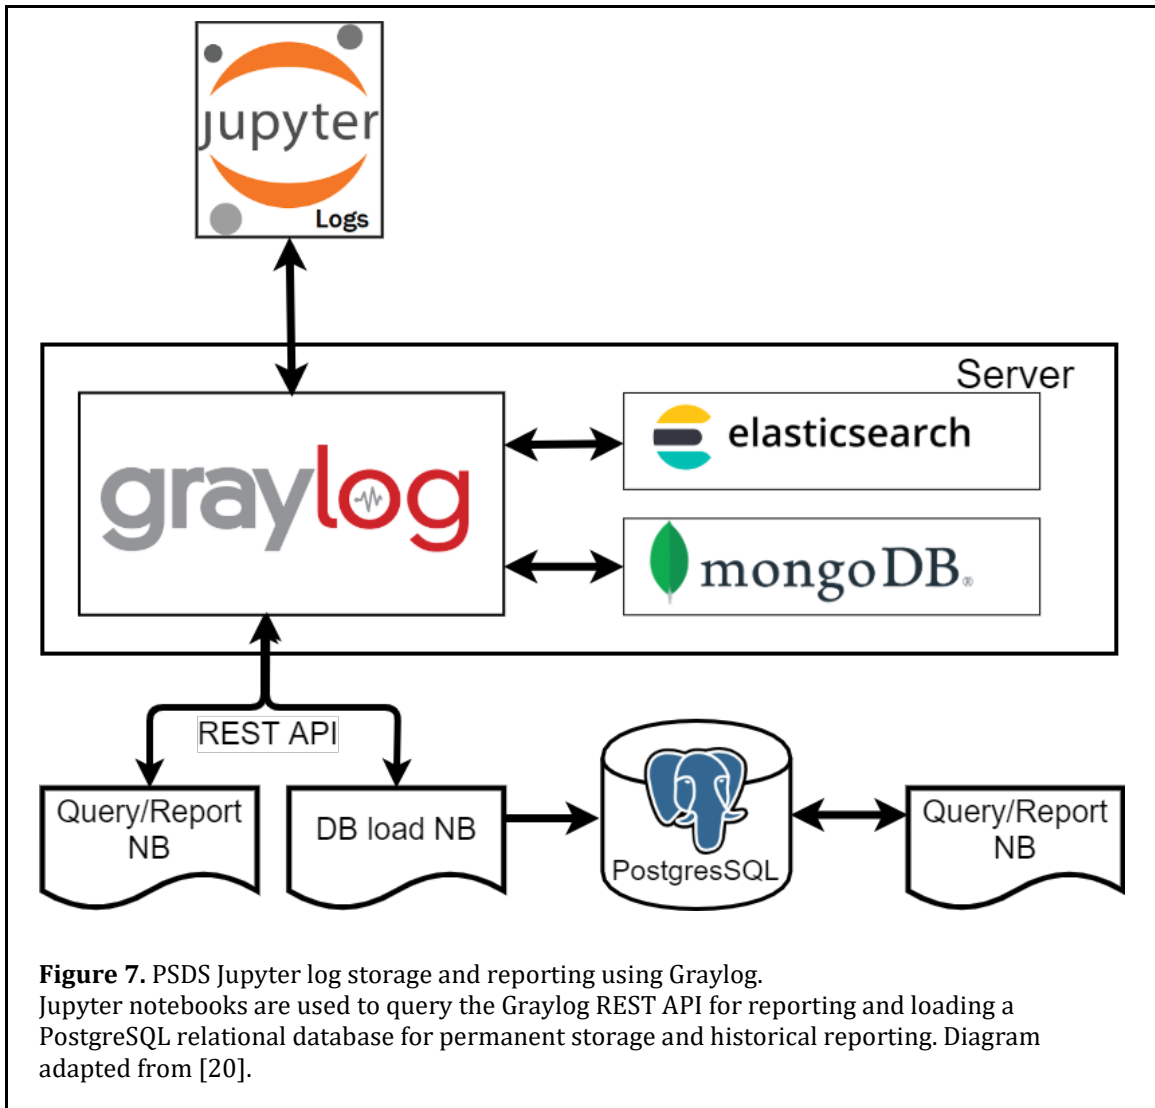 jupyter
Logs
Server
graylog
elasticsearch
mongoDB®
REST API
Query/Report
NB
DB load NB
PostgresSQL
Query/Report
NB
Figure 7. PSDS Jupyter log storage and reporting using Graylog.
Jupyter notebooks are used to query the Graylog REST API for reporting and loading a
PostgreSQL relational database for permanent storage and historical reporting. Diagram
adapted from [20].